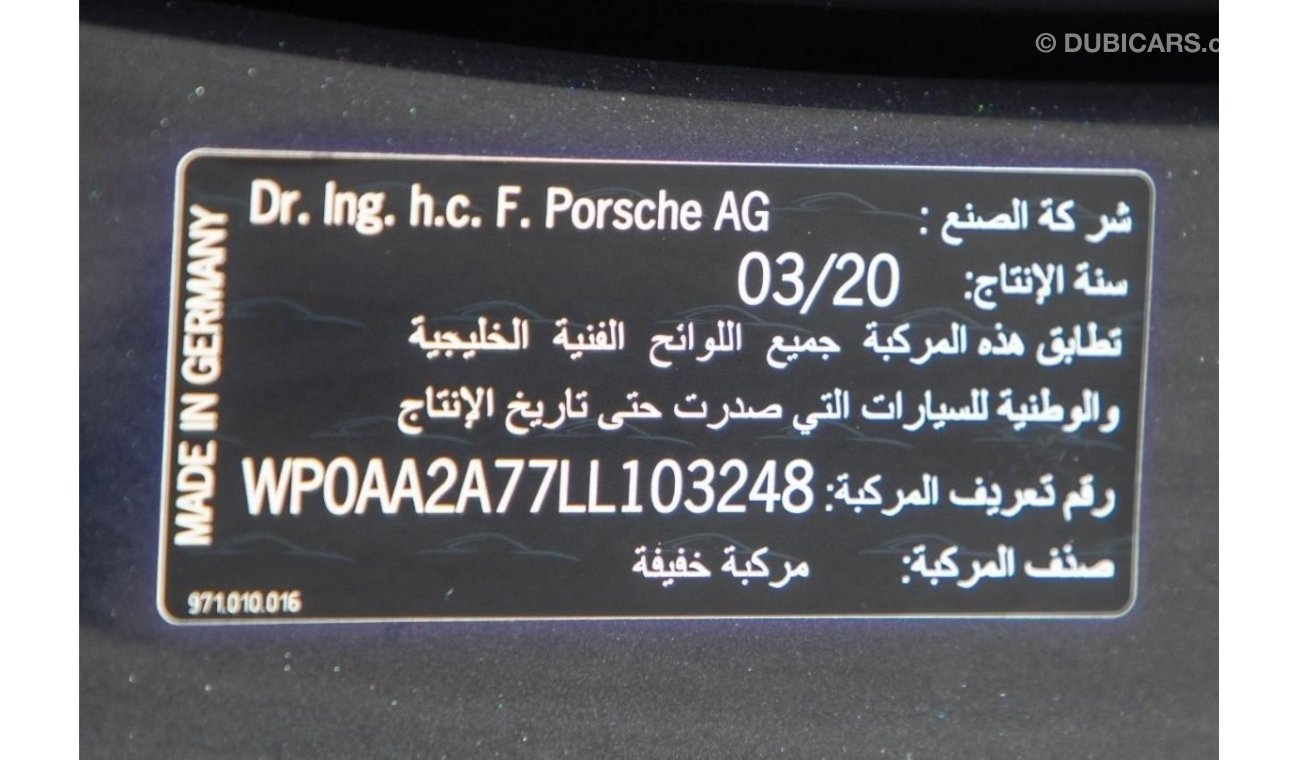 © DUBICARS.c
شركة الصنع : Dr. Ing. h.c. F. Porsche AG
سنة الإنتاج: 03/20
تطابق هذه المركبة جميع اللوائح الفنية الخليجية
والوطنية للسيارات التي صدرت حتى تاريخ الإنتاج
رقم تعريف المركبة: WP0AA2A77LL103248
صنف المركبة: مركبة خفيفة
971.010.016
MADE IN GERMANY